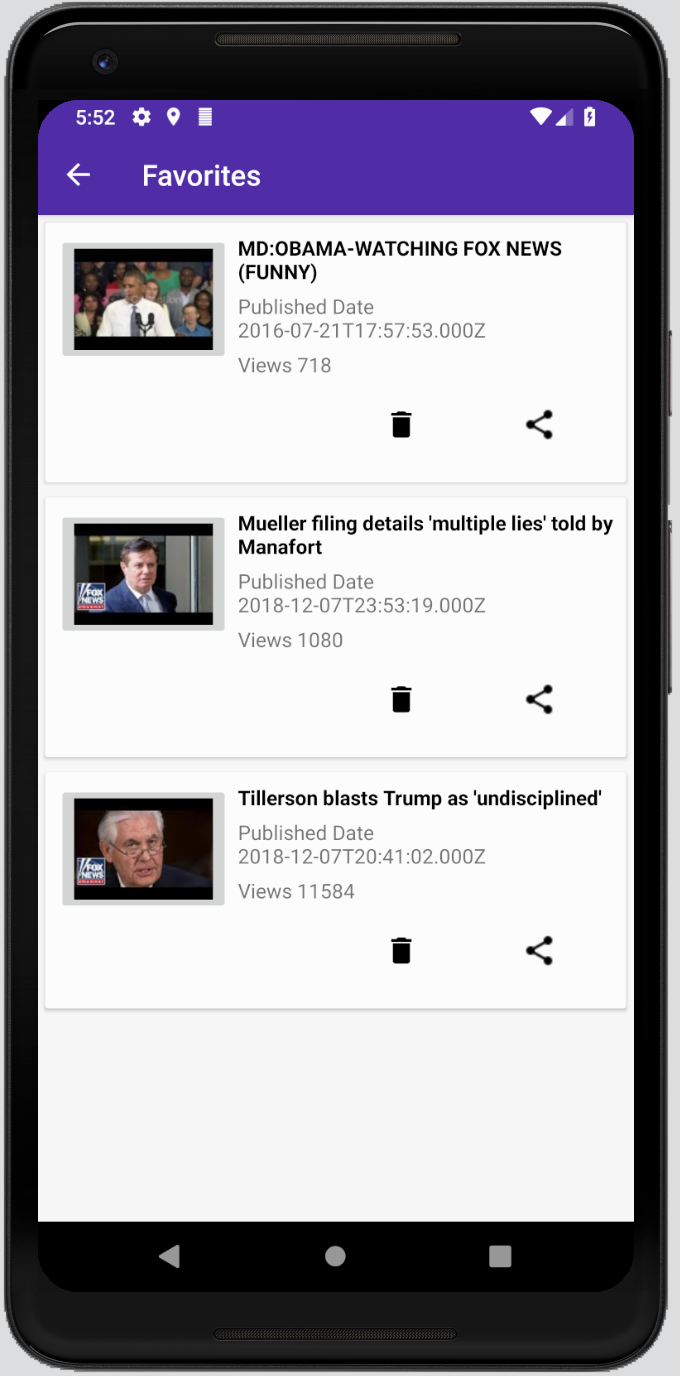 5:52
Favorites
MD:OBAMA-WATCHING FOX NEWS
(FUNNY)
Published Date
2016-07-21T17:57:53.000Z
Views 718
Mueller filing details 'multiple lies' told by
Manafort
Published Date
2018-12-07T23:53:19.000Z
Views 1080
FOX
NEWS
channel
Tillerson blasts Trump as 'undisciplined'
Published Date
2018-12-07T20:41:02.000Z
Views 11584
FOX
NEWS
channel